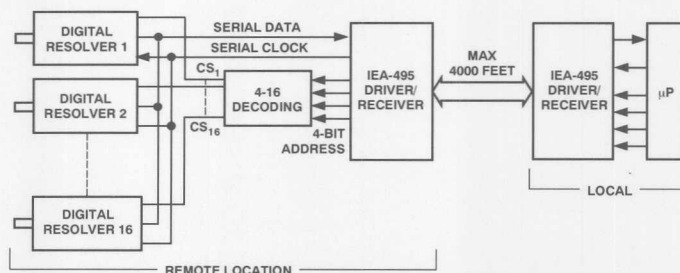 DIGITAL
RESOLVER 1
SERIAL DATA
SERIAL CLOCK
CS1
4-16
DECODING
CS16
4-BIT
ADDRESS
IEA-495
DRIVER/
RECEIVER
MAX
4000 FEET
IEA-495
DRIVER/
RECEIVER
μP
DIGITAL
RESOLVER 2
DIGITAL
RESOLVER 16
LOCAL
REMOTE LOCATION